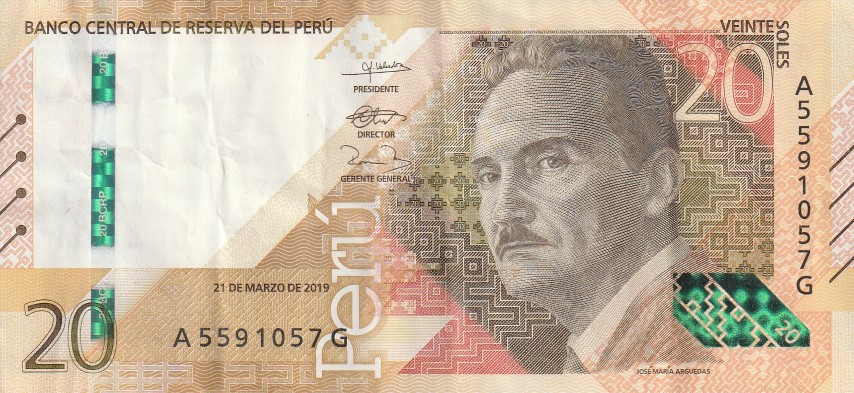 BANCO CENTRAL DE RESERVA DEL PERÚ
VEINTE
SOLES
20
PRESIDENTE
DIRECTOR
GERENTE GENERAL
A5591057G
20 BCRP
Perú
21 DE MARZO DE 2019
20
A5591057G
20
JOSÉ MARÍA ARGUEDAS